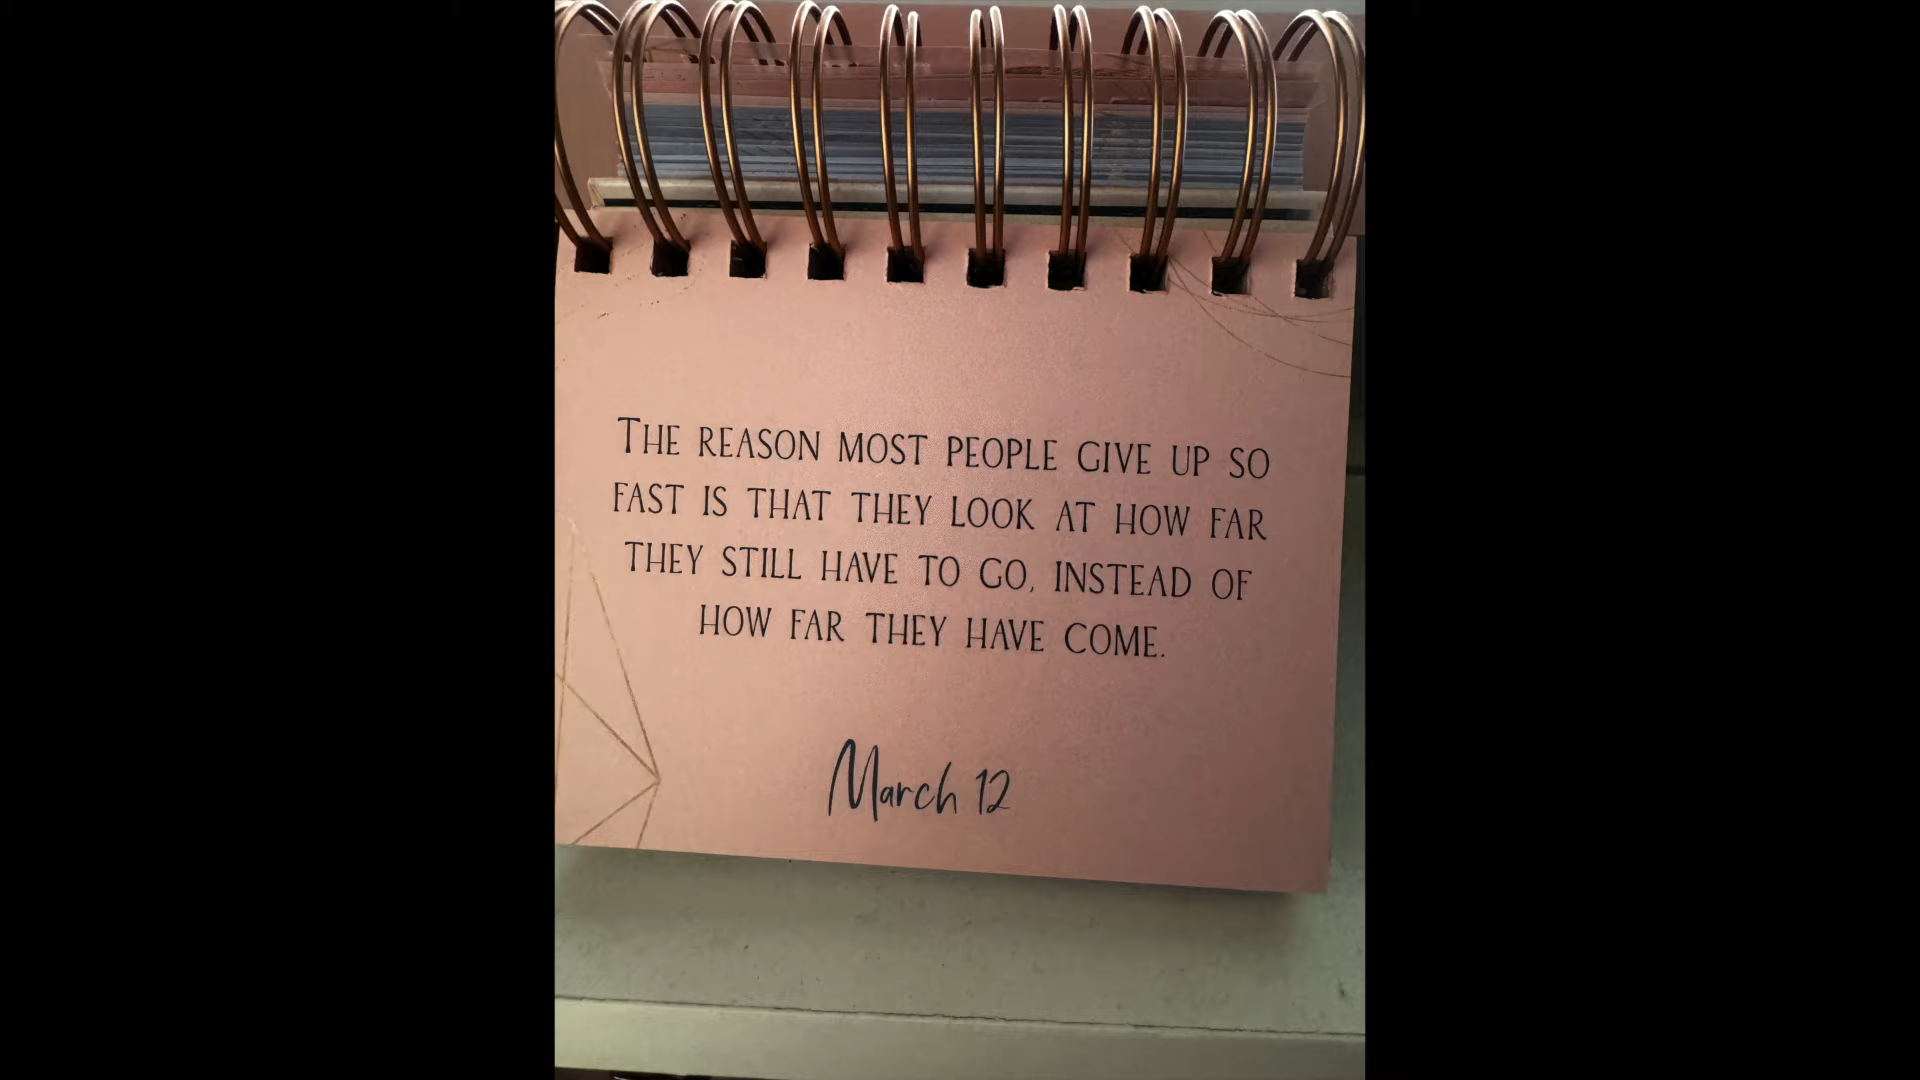 THE REASON MOST PEOPLE GIVE UP SO
FAST IS THAT THEY LOOK AT HOW FAR
THEY STILL HAVE TO GO, INSTEAD OF
HOW FAR THEY HAVE COME.
March 12